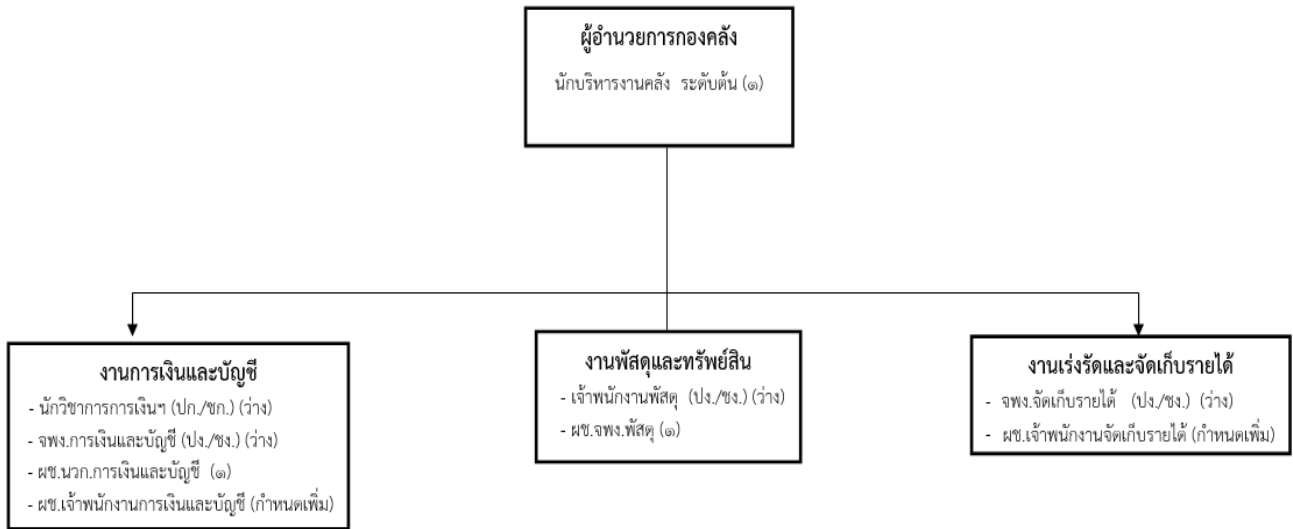 ผู้อำนวยการกองคลัง
นักบริหารงานคลัง ระดับต้น (๑)
งานการเงินและบัญชี
- นักวิชาการการเงินฯ (ปก./ชก.) (ว่าง)
- จพง.การเงินและบัญชี (ปง./ชง.) (ว่าง)
- ผช.นวก.การเงินและบัญชี (๑)
- ผช.เจ้าพนักงานการเงินและบัญชี (กำหนดเพิ่ม)
งานพัสดุและทรัพย์สิน
- เจ้าพนักงานพัสดุ (ปง./ชง.) (ว่าง)
- ผช.จพง.พัสดุ (๑)
งานเร่งรัดและจัดเก็บรายได้
- จพง.จัดเก็บรายได้ (ปง./ชง.) (ว่าง)
- ผช.เจ้าพนักงานจัดเก็บรายได้ (กำหนดเพิ่ม)